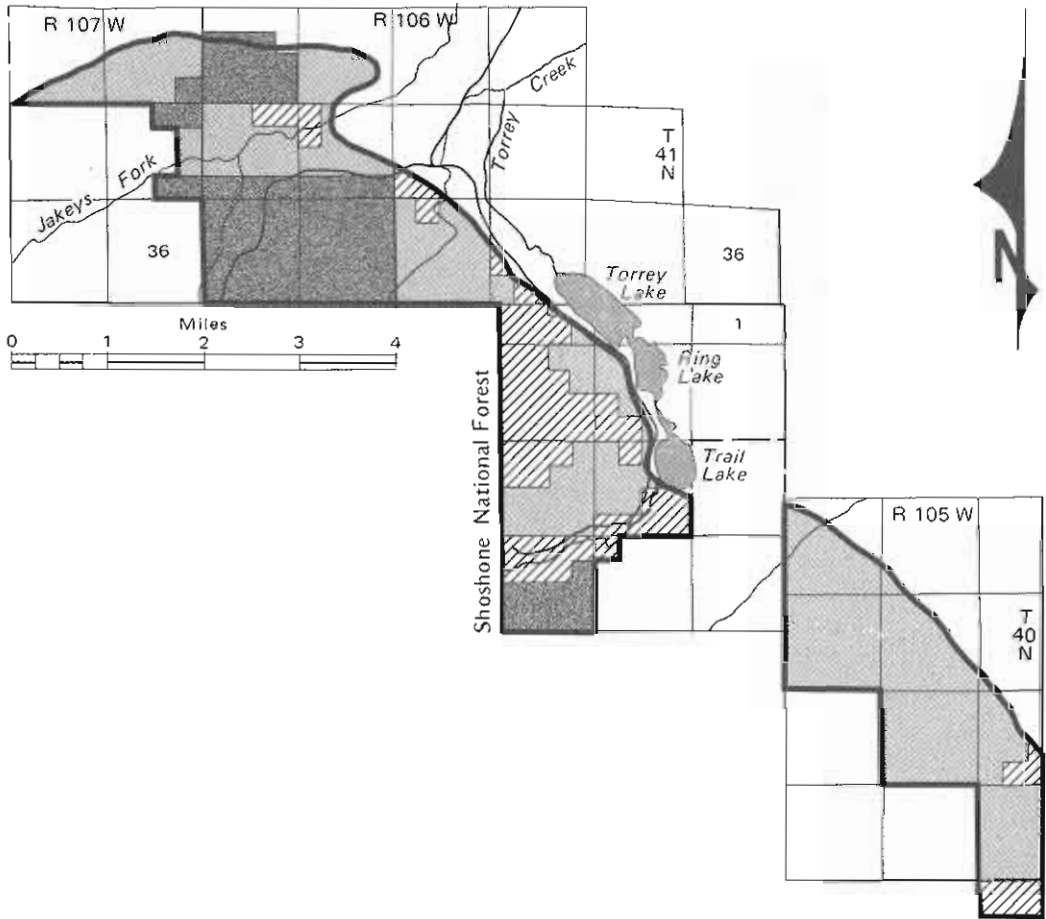 R 107 W
R 106 W
Creek
Torrey
T
41
N
Jakeys Fork
36
36
Torrey
Lake
N
Miles
0 1 2 3 4
1
Ring
Lake
Shoshone National Forest
Trail
Lake
R 105 W
T
40
N